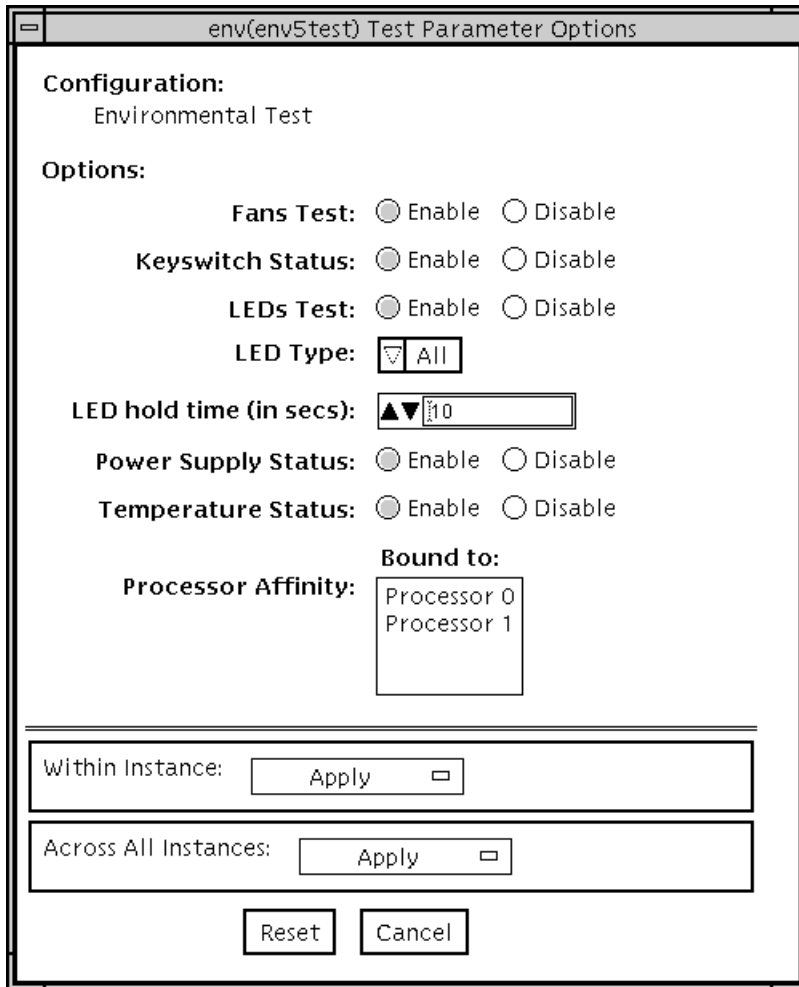 env(env5test) Test Parameter Options
Configuration:
Environmental Test
Options:
Fans Test: Enable Disable
Keyswitch Status: Enable Disable
LEDs Test: Enable Disable
LED Type: All
LED hold time (in secs): 10
Power Supply Status: Enable Disable
Temperature Status: Enable Disable
Bound to:
Processor Affinity: Processor 0
Processor 1
Within Instance: Apply
Across All Instances: Apply
Reset Cancel